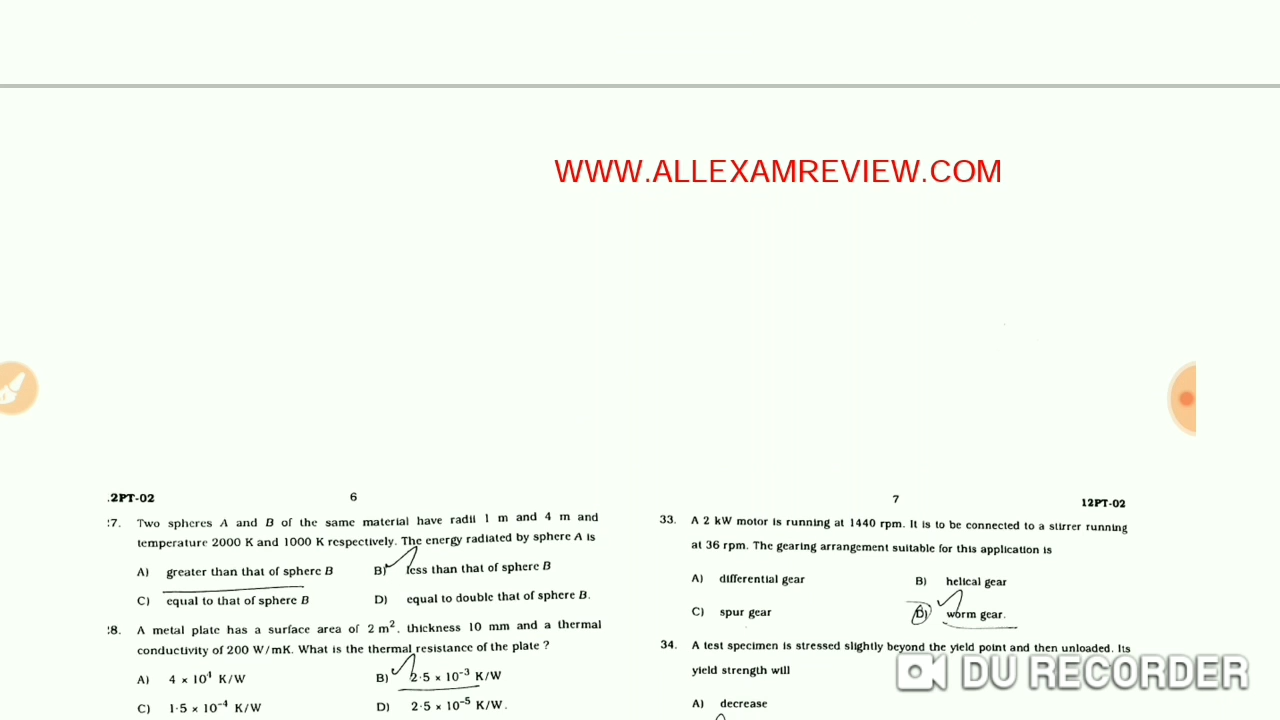 WWW.ALLEXAMREVIEW.COM
.2PT-02
6
:7. Two spheres A and B of the same material have radii 1 m and 4 m and
temperature 2000 K and 1000 K respectively. The energy radiated by sphere A is
A) greater than that of sphere B
B) less than that of sphere B
C) equal to that of sphere B
D) equal to double that of sphere B.
:8. A metal plate has a surface area of 2 m², thickness 10 mm and a thermal
conductivity of 200 W/mK. What is the thermal resistance of the plate ?
A) 4 × 10⁴ K/W
B) 2·5 × 10⁻³ K/W
C) 1·5 × 10⁻⁴ K/W
D) 2·5 × 10⁻⁵ K/W.
7
12PT-02
33. A 2 kW motor is running at 1440 rpm. It is to be connected to a stirrer running
at 36 rpm. The gearing arrangement suitable for this application is
A) differential gear
B) helical gear
C) spur gear
D) worm gear.
34. A test specimen is stressed slightly beyond the yield point and then unloaded. Its
yield strength will
A) decrease
DU RECORDER